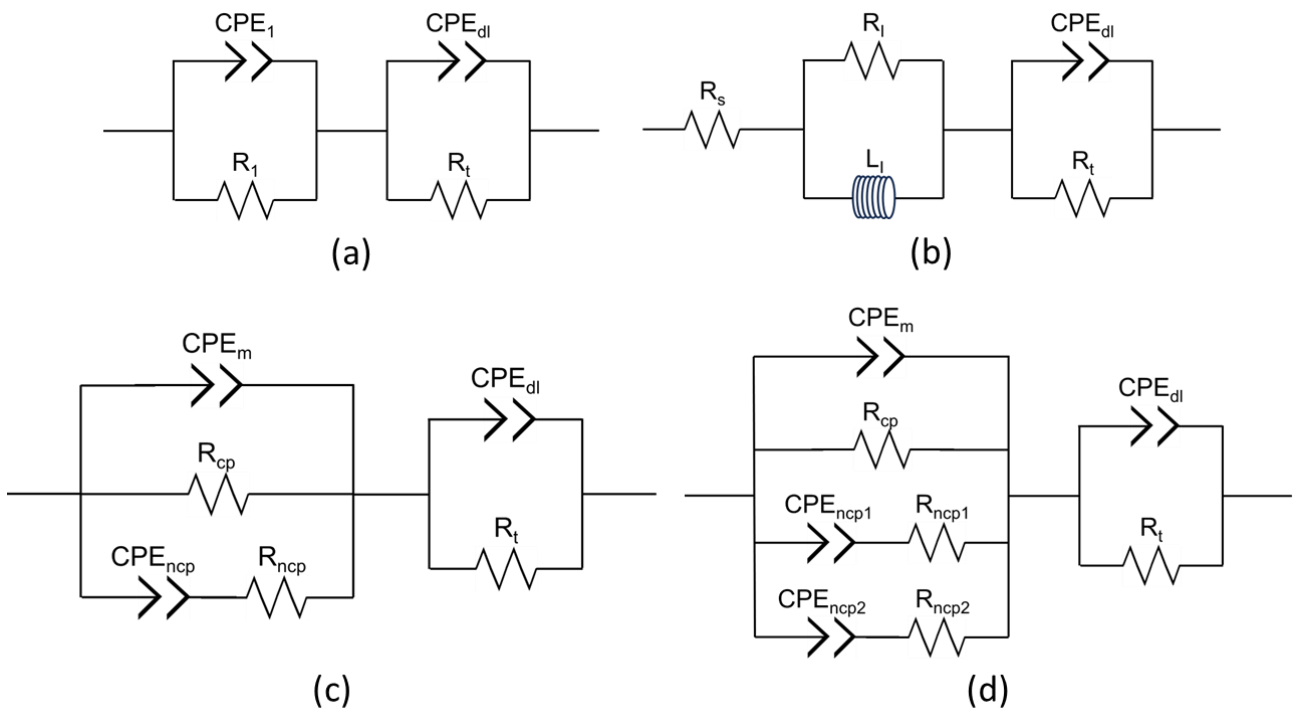 CPE1
CPEdl
R1
Rt
(a)
Rs
Rl
Ll
CPEdl
Rt
(b)
CPEm
Rcp
CPEncp
Rncp
CPEdl
Rt
(c)
CPEm
Rcp
CPEncp1
Rncp1
CPEncp2
Rncp2
CPEdl
Rt
(d)